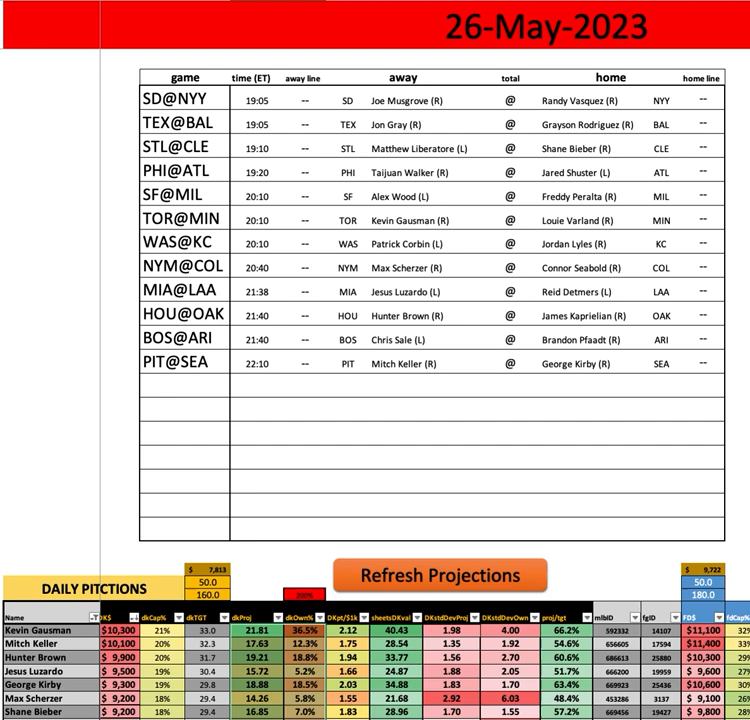 26-May-2023
game time (ET) away line away total home home line
SD@NYY 19:05 -- SD Joe Musgrove (R) @ Randy Vasquez (R) NYY --
TEX@BAL 19:05 -- TEX Jon Gray (R) @ Grayson Rodriguez (R) BAL --
STL@CLE 19:10 -- STL Matthew Liberatore (L) @ Shane Bieber (R) CLE --
PHI@ATL 19:20 -- PHI Taijuan Walker (R) @ Jared Shuster (L) ATL --
SF@MIL 20:10 -- SF Alex Wood (L) @ Freddy Peralta (R) MIL --
TOR@MIN 20:10 -- TOR Kevin Gausman (R) @ Louie Varland (R) MIN --
WAS@KC 20:10 -- WAS Patrick Corbin (L) @ Jordan Lyles (R) KC --
NYM@COL 20:40 -- NYM Max Scherzer (R) @ Connor Seabold (R) COL --
MIA@LAA 21:38 -- MIA Jesus Luzardo (L) @ Reid Detmers (L) LAA --
HOU@OAK 21:40 -- HOU Hunter Brown (R) @ James Kaprielian (R) OAK --
BOS@ARI 21:40 -- BOS Chris Sale (L) @ Brandon Pfaadt (R) ARI --
PIT@SEA 22:10 -- PIT Mitch Keller (R) @ George Kirby (R) SEA --
$ 7,813 Refresh Projections $ 9,722
DAILY PITCTIONS 50.0 50.0
160.0 200% 180.0
Name DK$ dkCap% dkTGT dkProj dkOwn% DKpt/$1k sheetsDKval DKstdDevProj DKstdDevOwn proj/tgt mlbID fgID FD$ fdCap%
Kevin Gausman $10,300 21% 33.0 21.81 36.5% 2.12 40.43 1.98 4.00 66.2% 592332 14107 $11,100 32%
Mitch Keller $10,100 20% 32.3 17.63 12.3% 1.75 28.54 1.35 1.92 54.6% 656605 17594 $11,400 33%
Hunter Brown $ 9,900 20% 31.7 19.21 18.8% 1.94 33.77 1.56 2.70 60.6% 686613 25880 $10,300 29%
Jesus Luzardo $ 9,500 19% 30.4 15.72 5.2% 1.66 24.87 1.88 2.05 51.7% 666200 19959 $ 9,600 27%
George Kirby $ 9,300 19% 29.8 18.88 18.5% 2.03 34.88 1.83 1.70 63.4% 669923 25436 $10,600 30%
Max Scherzer $ 9,200 18% 29.4 14.26 5.8% 1.55 21.68 2.92 6.03 48.4% 453286 3137 $ 9,100 26%
Shane Bieber $ 9,200 18% 29.4 16.85 7.0% 1.83 28.96 1.70 1.55 57.2% 669456 19427 $ 9,800 28%